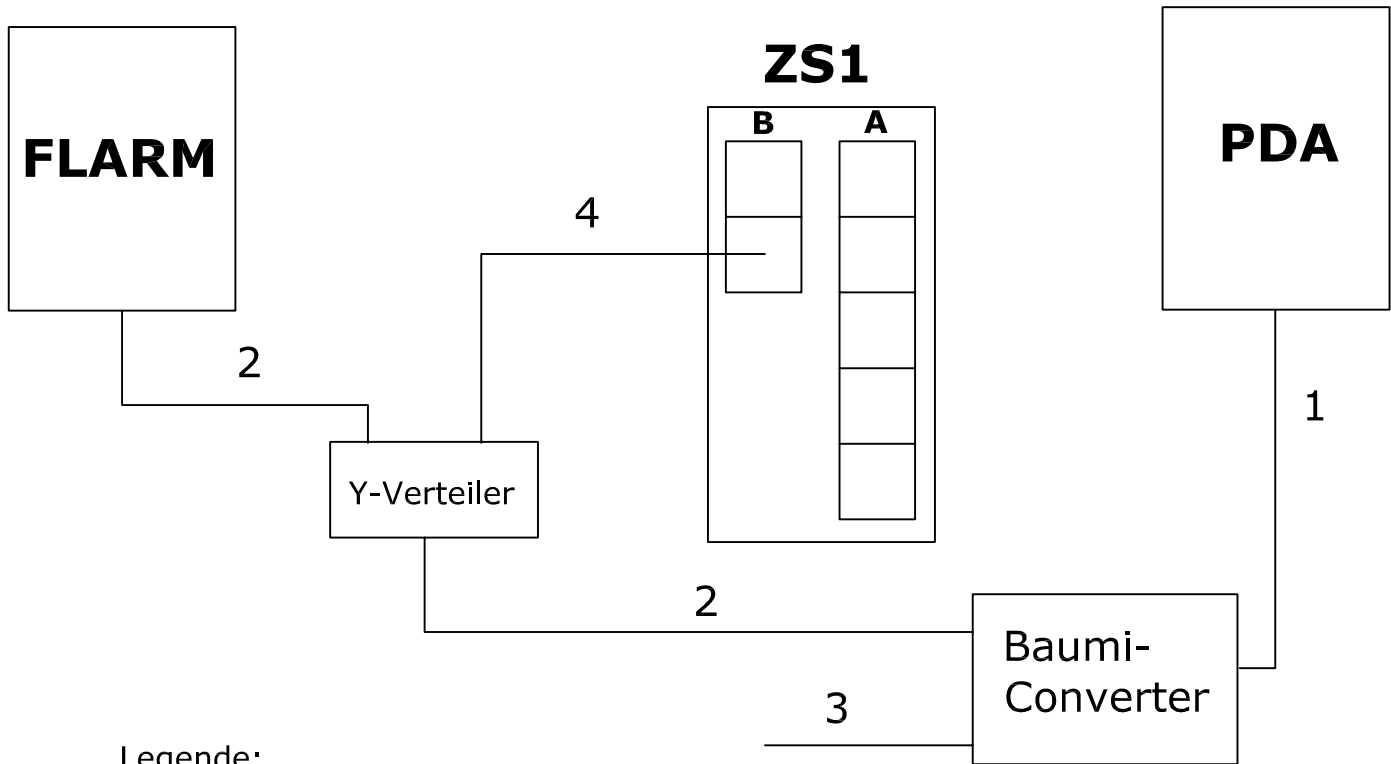 FLARM
ZS1
B
A
PDA
4
2
1
Y-Verteiler
2
Baumi-
Converter
3
Legende: